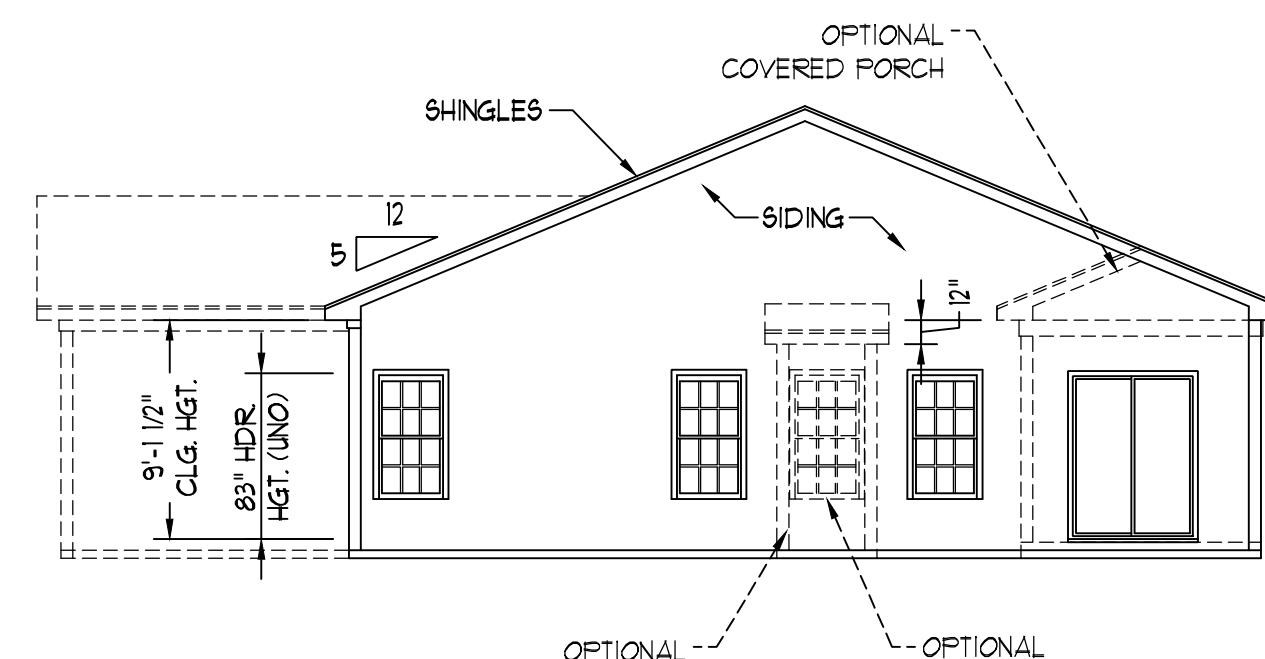 OPTIONAL
COVERED PORCH
SHINGLES
12
5
SIDING
12"
9'-1 1/2"
CLG. HGT.
83" HDR.
HGT. (UNO)
OPTIONAL
OPTIONAL